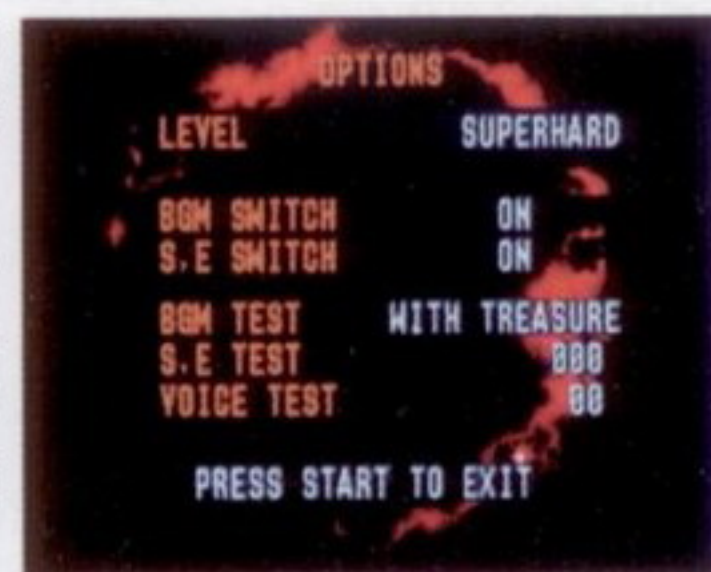 OPTIONS
LEVEL SUPERHARD
BGM SWITCH ON
S.E SWITCH ON
BGM TEST WITH TREASURE
S.E TEST 000
VOICE TEST 00
PRESS START TO EXIT